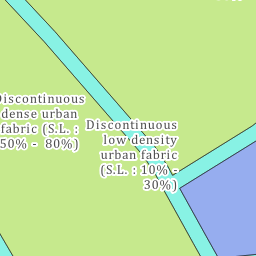 Discontinuous
dense urban
fabric (S.L. :
50% - 80%)
Discontinuous
low density
urban fabric
(S.L. : 10% -
30%)